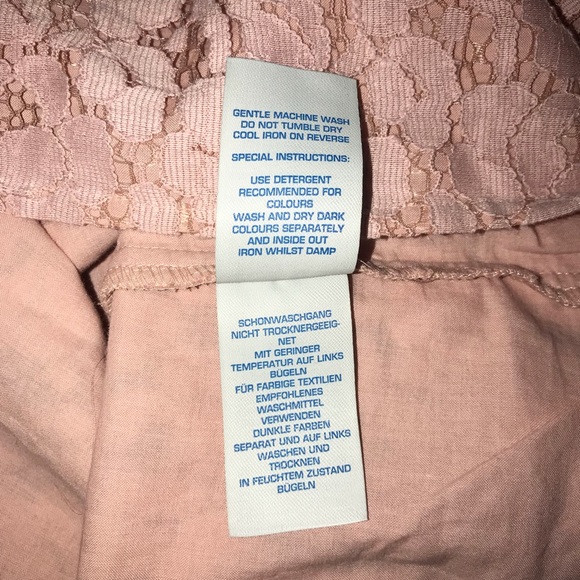 GENTLE MACHINE WASH
DO NOT TUMBLE DRY
COOL IRON ON REVERSE
SPECIAL INSTRUCTIONS:
USE DETERGENT
RECOMMENDED FOR
COLOURS
WASH AND DRY DARK
COLOURS SEPARATELY
AND INSIDE OUT
IRON WHILST DAMP
SCHONWASCHGANG
NICHT TROCKNERGEEIG-
NET
MIT GERINGER
TEMPERATUR AUF LINKS
BÜGELN
FÜR FARBIGE TEXTILIEN
EMPFOHLENES
WASCHMITTEL
VERWENDEN
DUNKLE FARBEN
SEPARAT UND AUF LINKS
WASCHEN UND
TROCKNEN
IN FEUCHTEM ZUSTAND
BÜGELN